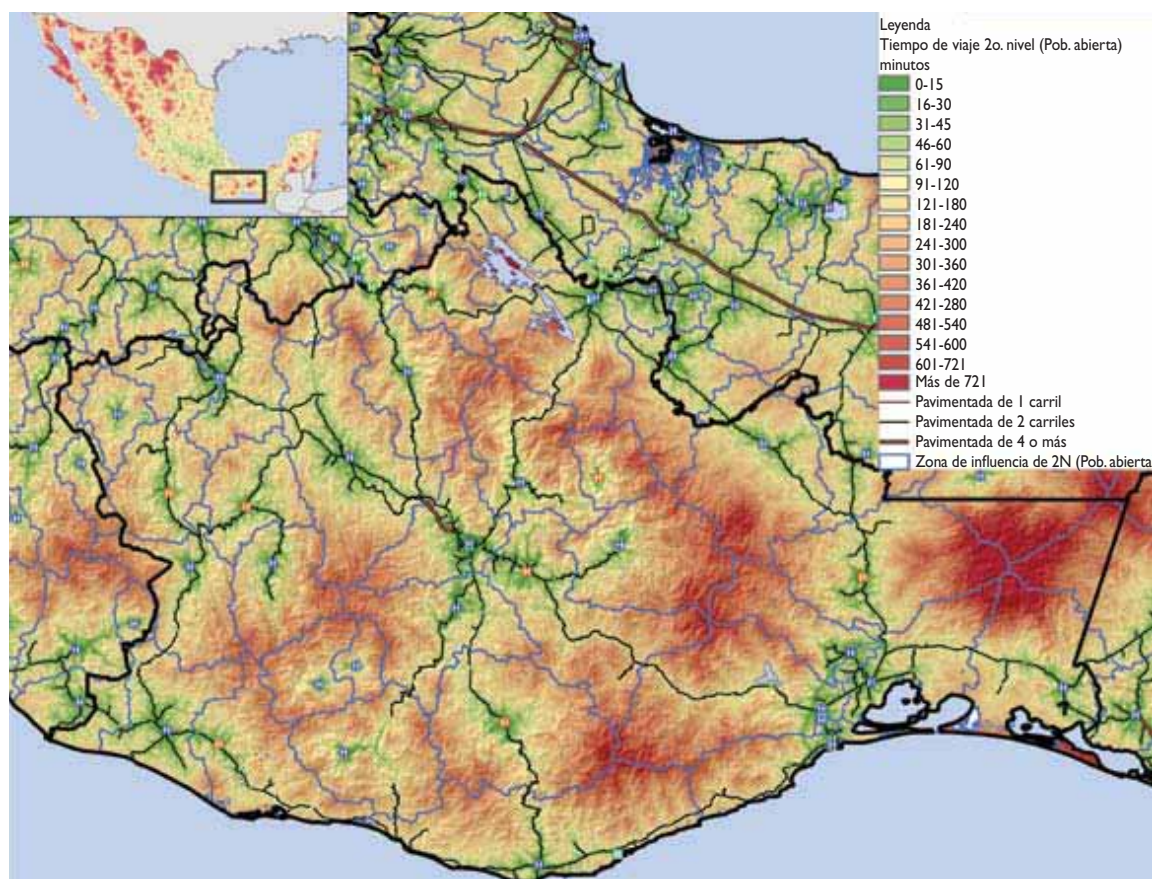 Leyenda
Tiempo de viaje 2o. nivel (Pob. abierta)
minutos
0-15
16-30
31-45
46-60
61-90
91-120
121-180
181-240
241-300
301-360
361-420
421-280
481-540
541-600
601-721
Más de 721
Pavimentada de 1 carril
Pavimentada de 2 carriles
Pavimentada de 4 o más
Zona de influencia de 2N (Pob. abierta